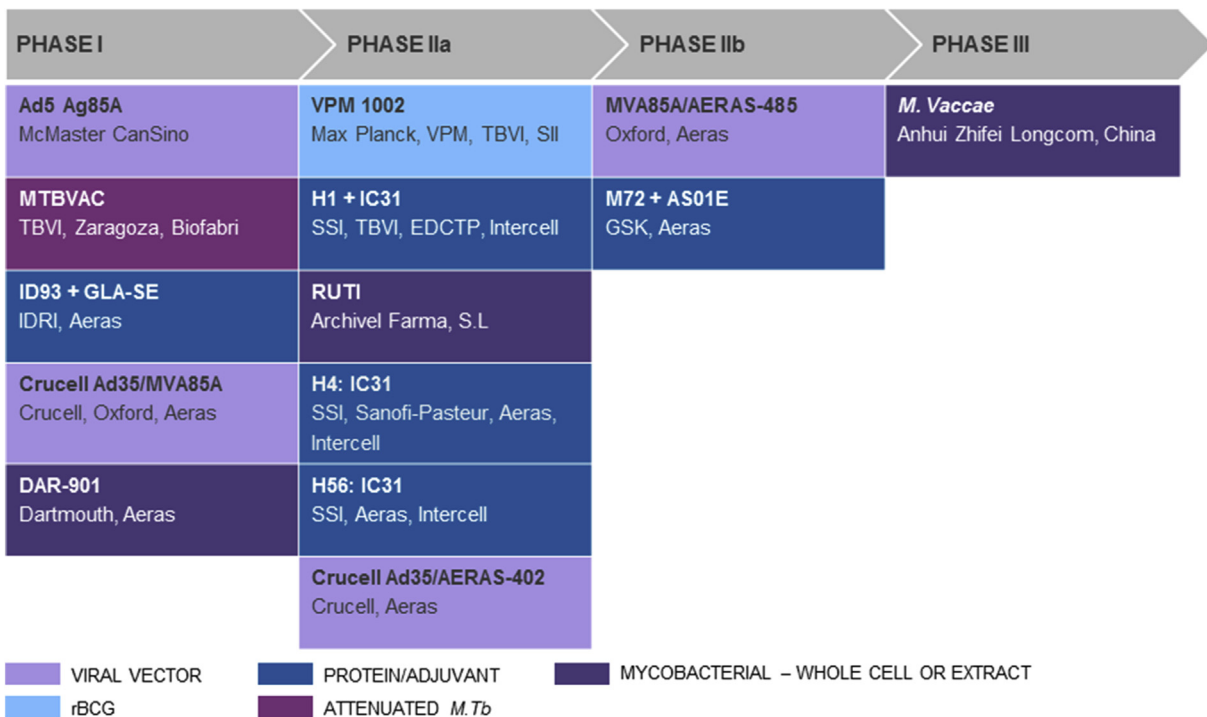 PHASE I
PHASE IIa
PHASE IIb
PHASE III
Ad5 Ag85A
McMaster CanSino
VPM 1002
Max Planck, VPM, TBVI, SII
MVA85A/AERAS-485
Oxford, Aeras
M. Vaccae
Anhui Zhifei Longcom, China
MTBVAC
TBVI, Zaragoza, Biofabri
H1 + IC31
SSI, TBVI, EDCTP, Intercell
M72 + AS01E
GSK, Aeras
ID93 + GLA-SE
IDRI, Aeras
RUTI
Archivel Farma, S.L
Crucell Ad35/MVA85A
Crucell, Oxford, Aeras
H4: IC31
SSI, Sanofi-Pasteur, Aeras,
Intercell
DAR-901
Dartmouth, Aeras
H56: IC31
SSI, Aeras, Intercell
Crucell Ad35/AERAS-402
Crucell, Aeras
VIRAL VECTOR
PROTEIN/ADJUVANT
MYCOBACTERIAL – WHOLE CELL OR EXTRACT
rBCG
ATTENUATED M.Tb